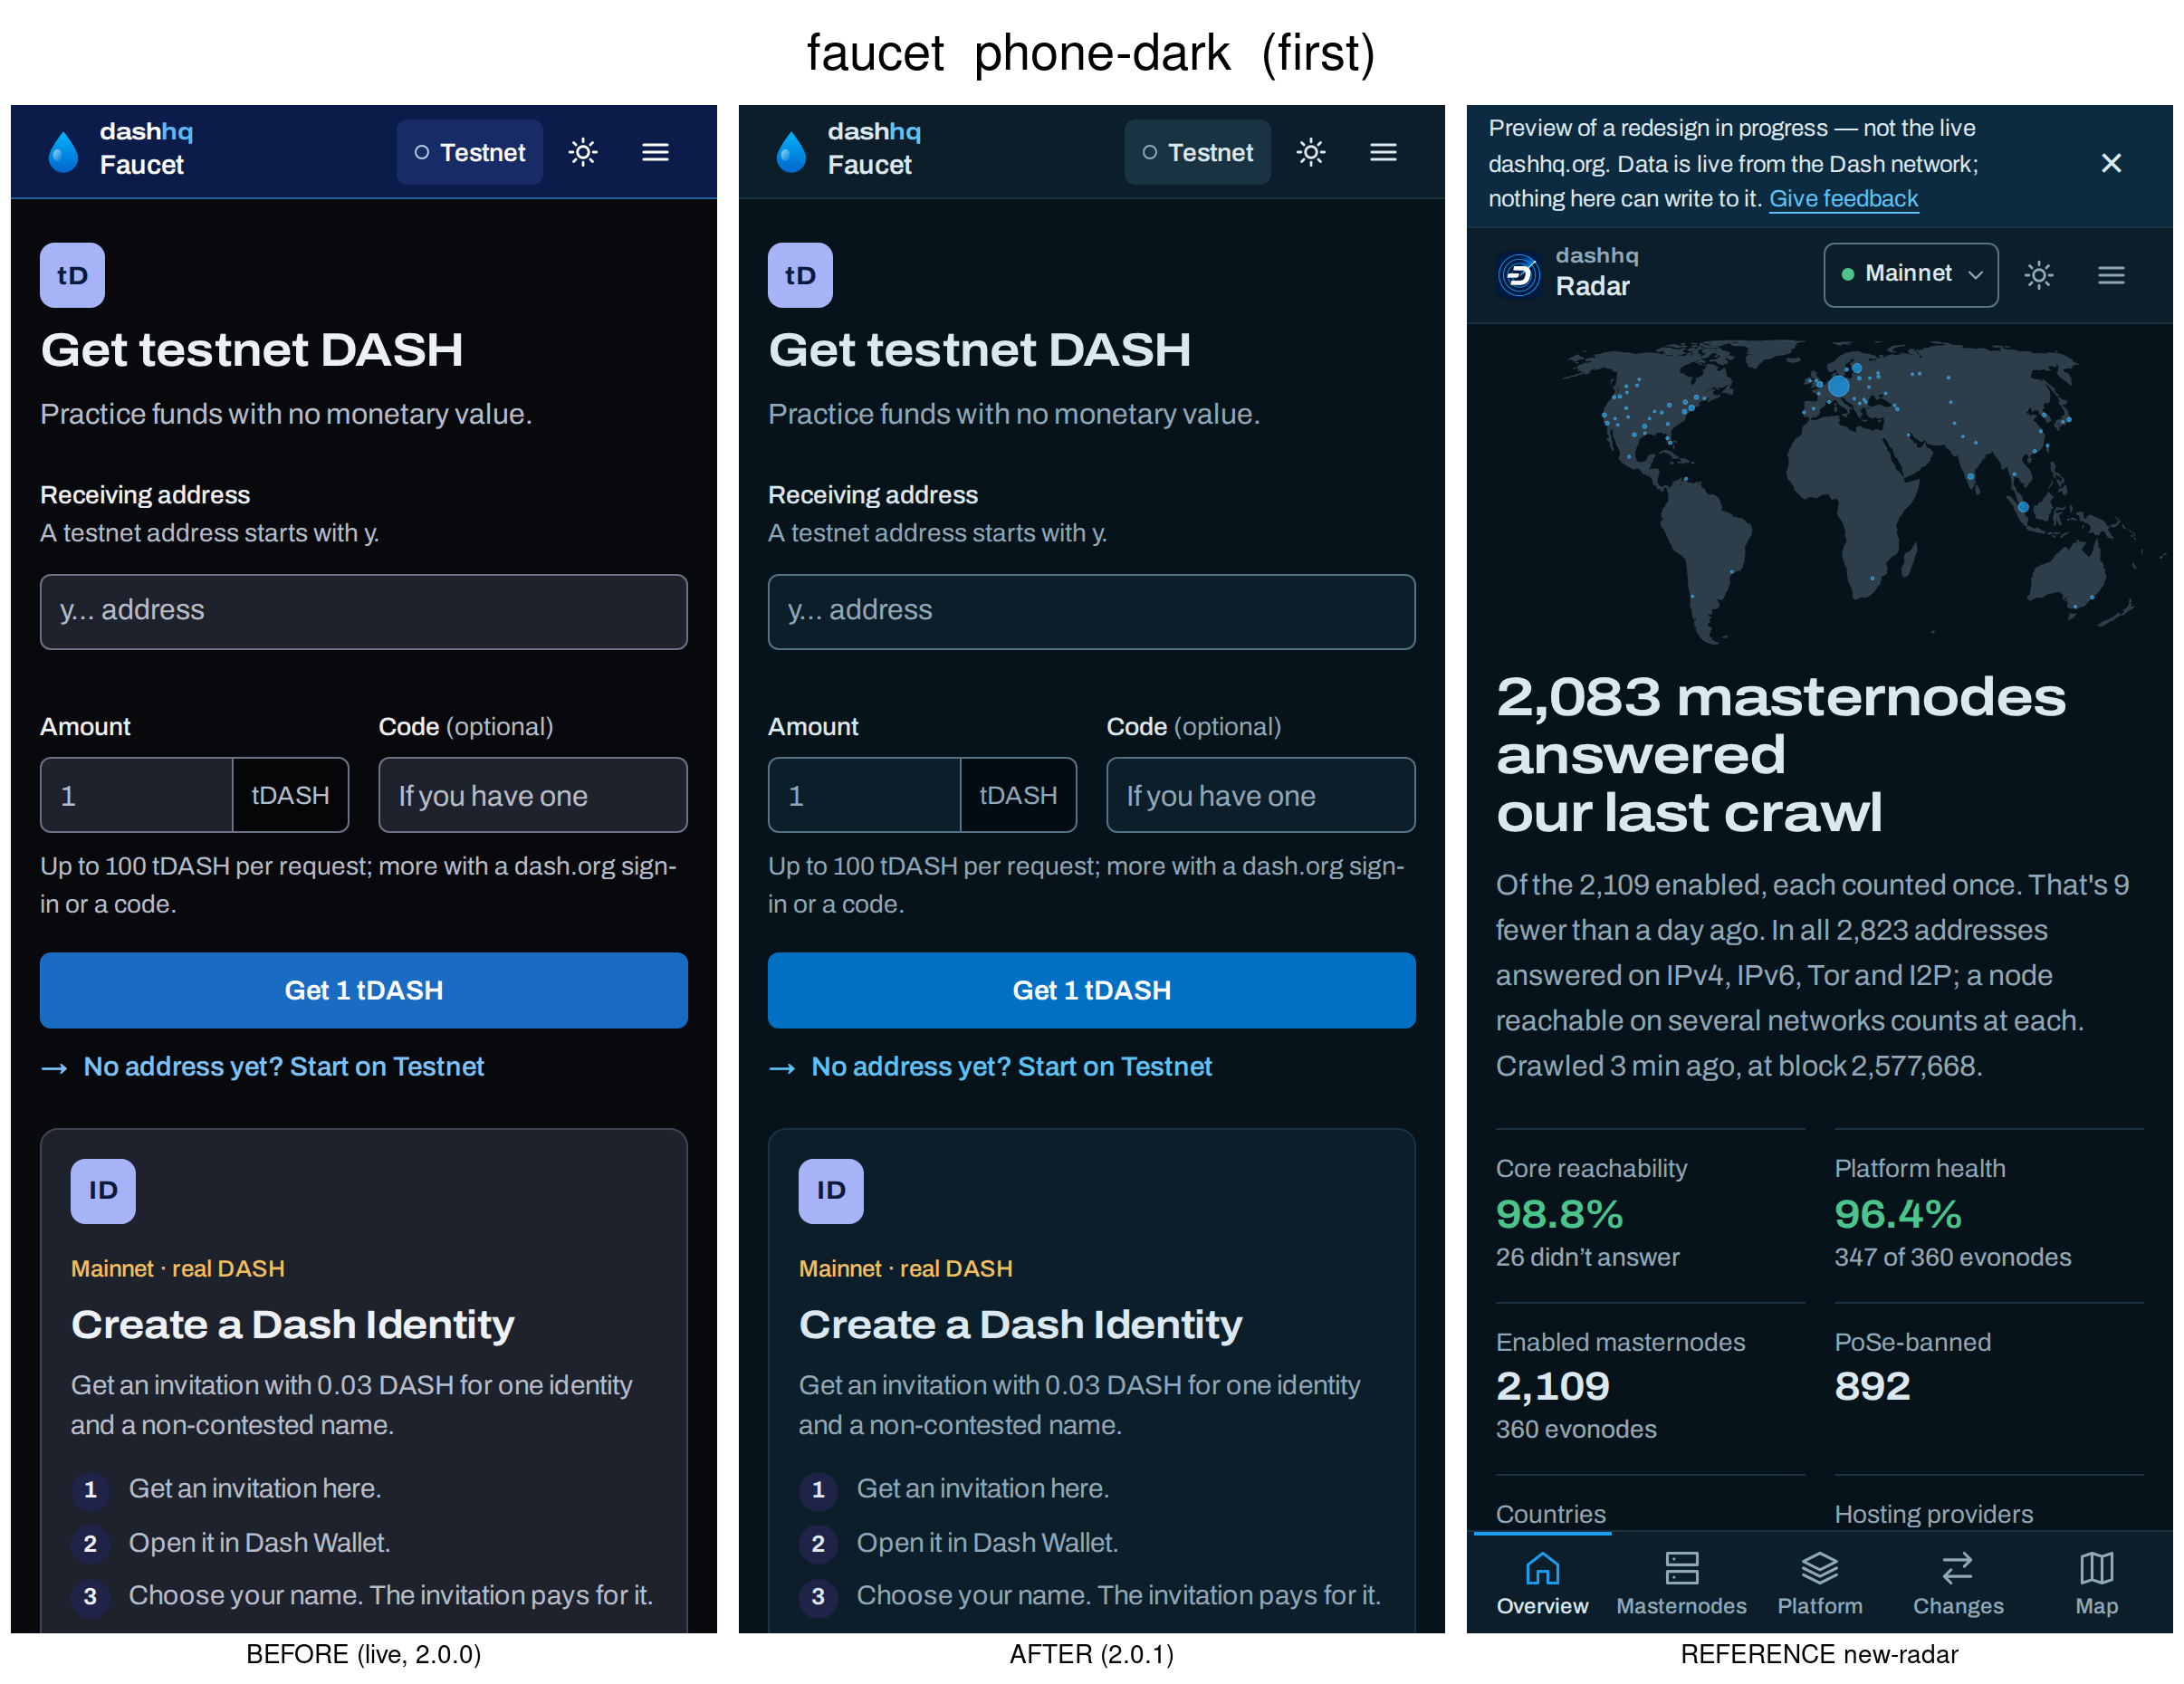 faucet phone-dark (first)
dashhq
Faucet
Testnet
tD
Get testnet DASH
Practice funds with no monetary value.
Receiving address
A testnet address starts with y.
y... address
Amount
Code (optional)
1
tDASH
If you have one
Up to 100 tDASH per request; more with a dash.org sign-
in or a code.
Get 1 tDASH
→ No address yet? Start on Testnet
ID
Mainnet · real DASH
Create a Dash Identity
Get an invitation with 0.03 DASH for one identity
and a non-contested name.
1 Get an invitation here.
2 Open it in Dash Wallet.
3 Choose your name. The invitation pays for it.
BEFORE (live, 2.0.0)
dashhq
Faucet
Testnet
tD
Get testnet DASH
Practice funds with no monetary value.
Receiving address
A testnet address starts with y.
y... address
Amount
Code (optional)
1
tDASH
If you have one
Up to 100 tDASH per request; more with a dash.org sign-
in or a code.
Get 1 tDASH
→ No address yet? Start on Testnet
ID
Mainnet · real DASH
Create a Dash Identity
Get an invitation with 0.03 DASH for one identity
and a non-contested name.
1 Get an invitation here.
2 Open it in Dash Wallet.
3 Choose your name. The invitation pays for it.
AFTER (2.0.1)
Preview of a redesign in progress — not the live
dashhq.org. Data is live from the Dash network;
nothing here can write to it. Give feedback
dashhq
Radar
Mainnet
2,083 masternodes
answered
our last crawl
Of the 2,109 enabled, each counted once. That's 9
fewer than a day ago. In all 2,823 addresses
answered on IPv4, IPv6, Tor and I2P; a node
reachable on several networks counts at each.
Crawled 3 min ago, at block 2,577,668.
Core reachability
98.8%
26 didn’t answer
Platform health
96.4%
347 of 360 evonodes
Enabled masternodes
2,109
360 evonodes
PoSe-banned
892
Countries
Hosting providers
Overview
Masternodes
Platform
Changes
Map
REFERENCE new-radar